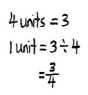 4 units = 3
1 unit = 3 ÷ 4
= 3/4